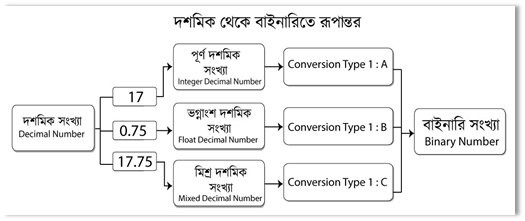 দশমিক থেকে বাইনারিতে রূপান্তর
দশমিক সংখ্যা
Decimal Number
17
0.75
17.75
পূর্ণ দশমিক
সংখ্যা
Integer Decimal Number
ভগ্নাংশ দশমিক
সংখ্যা
Float Decimal Number
মিশ্র দশমিক
সংখ্যা
Mixed Decimal Number
Conversion Type 1 : A
Conversion Type 1 : B
Conversion Type 1 : C
বাইনারি সংখ্যা
Binary Number